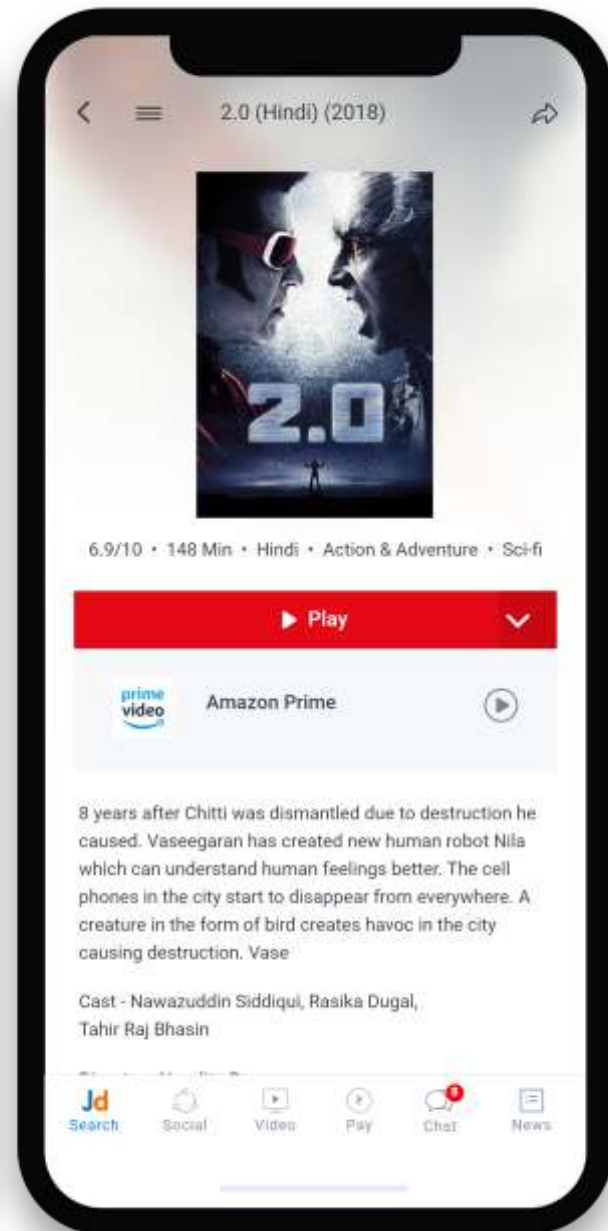 2.0 (Hindi) (2018)
2.0
6.9/10 • 148 Min • Hindi • Action & Adventure • Sci-fi
Play
prime
video
Amazon Prime
8 years after Chitti was dismantled due to destruction he
caused. Vaseegaran has created new human robot Nila
which can understand human feelings better. The cell
phones in the city start to disappear from everywhere. A
creature in the form of bird creates havoc in the city
causing destruction. Vase
Cast - Nawazuddin Siddiqui, Rasika Dugal,
Tahir Raj Bhasin
Jd
Search
Social
Video
Pay
Chat
News